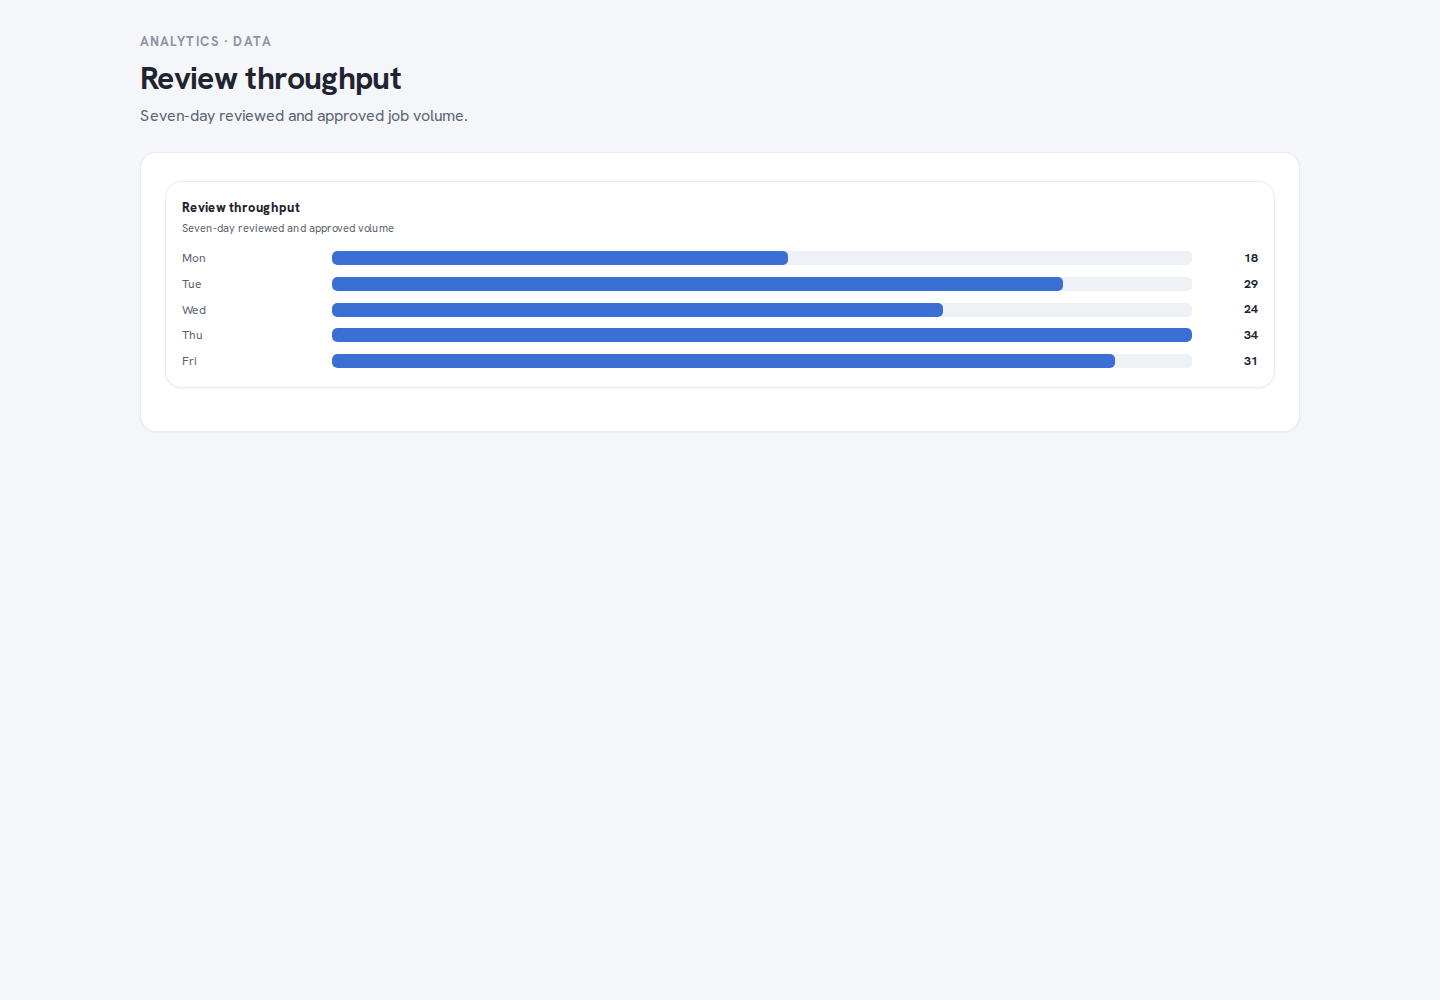 ANALYTICS · DATA
Review throughput
Seven-day reviewed and approved job volume.
Review throughput
Seven-day reviewed and approved volume
Mon 18
Tue 29
Wed 24
Thu 34
Fri 31